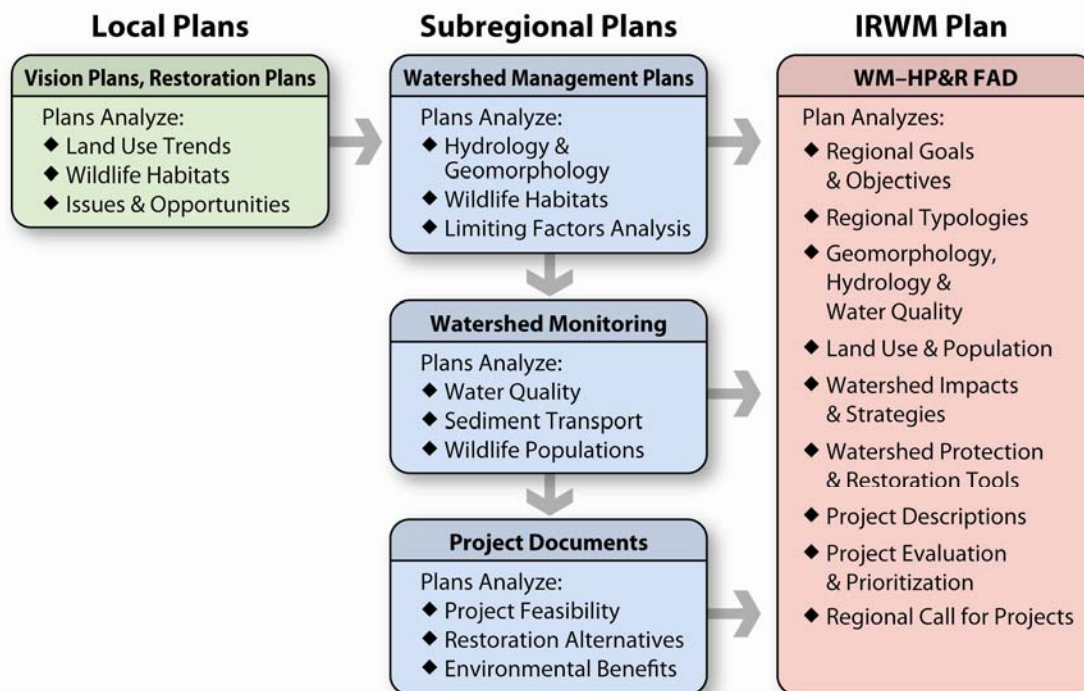 Local Plans
Vision Plans, Restoration Plans
Plans Analyze:
◆ Land Use Trends
◆ Wildlife Habitats
◆ Issues & Opportunities
Subregional Plans
Watershed Management Plans
Plans Analyze:
◆ Hydrology &
Geomorphology
◆ Wildlife Habitats
◆ Limiting Factors Analysis
Watershed Monitoring
Plans Analyze:
◆ Water Quality
◆ Sediment Transport
◆ Wildlife Populations
Project Documents
Plans Analyze:
◆ Project Feasibility
◆ Restoration Alternatives
◆ Environmental Benefits
IRWM Plan
WM–HP&R FAD
Plan Analyzes:
◆ Regional Goals
& Objectives
◆ Regional Typologies
◆ Geomorphology,
Hydrology &
Water Quality
◆ Land Use & Population
◆ Watershed Impacts
& Strategies
◆ Watershed Protection
& Restoration Tools
◆ Project Descriptions
◆ Project Evaluation
& Prioritization
◆ Regional Call for Projects